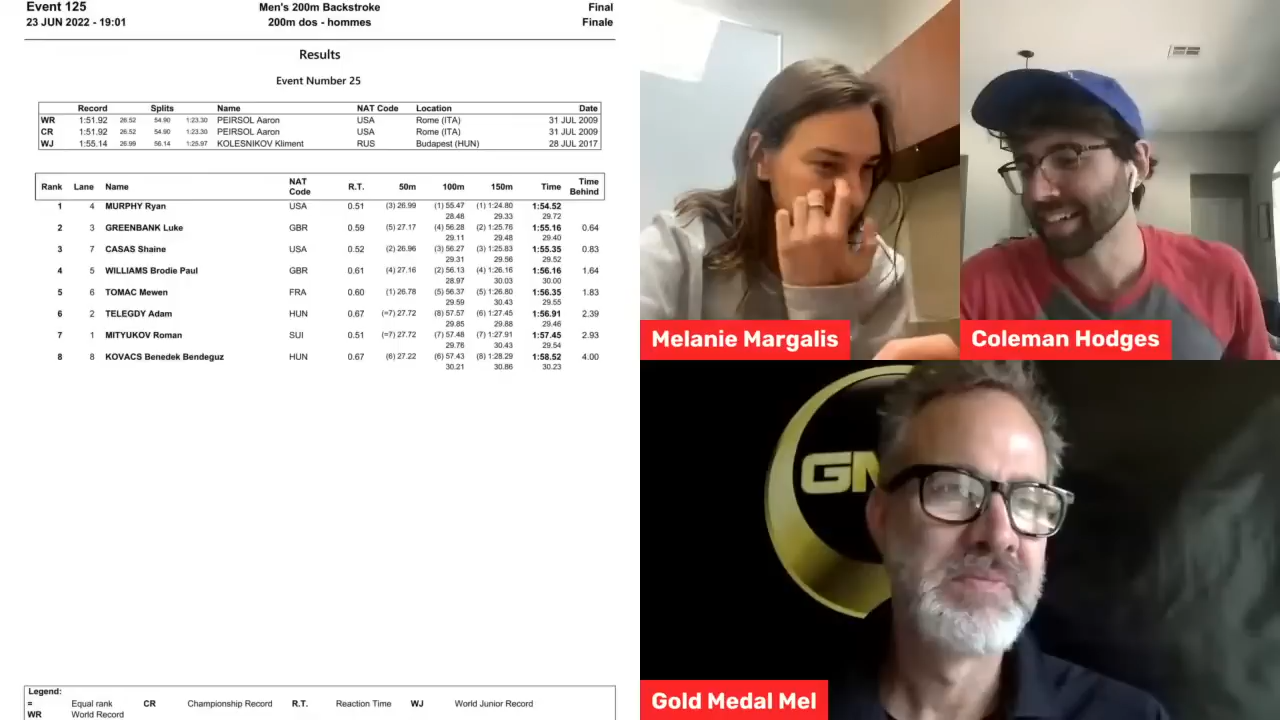 Event 125 Men's 200m Backstroke Final
23 JUN 2022 - 19:01 200m dos - hommes Finale
Results
Event Number 25
Record Splits Name NAT Code Location Date
WR 1:51.92 26.52 54.90 1:23.30 PEIRSOL Aaron USA Rome (ITA) 31 JUL 2009
CR 1:51.92 26.52 54.90 1:23.30 PEIRSOL Aaron USA Rome (ITA) 31 JUL 2009
WJ 1:55.14 26.99 56.14 1:25.97 KOLESNIKOV Kliment RUS Budapest (HUN) 28 JUL 2017
Rank Lane Name NAT Code R.T. 50m 100m 150m Time Time Behind
1 4 MURPHY Ryan USA 0.51 (3) 26.99 (1) 55.47 (1) 1:24.80 1:54.52
28.48 29.33 29.72
2 3 GREENBANK Luke GBR 0.59 (5) 27.17 (4) 56.28 (2) 1:25.76 1:55.16 0.64
29.11 29.48 29.40
3 7 CASAS Shaine USA 0.52 (2) 26.96 (3) 56.27 (3) 1:25.83 1:55.35 0.83
29.31 29.56 29.52
4 5 WILLIAMS Brodie Paul GBR 0.61 (4) 27.16 (2) 56.13 (4) 1:26.16 1:56.16 1.64
28.97 30.03 30.00
5 6 TOMAC Mewen FRA 0.60 (1) 26.78 (5) 56.37 (5) 1:26.80 1:56.35 1.83
29.59 30.43 29.55
6 2 TELEGDY Adam HUN 0.67 (=7) 27.72 (8) 57.57 (6) 1:27.45 1:56.91 2.39
29.85 29.88 29.46
7 1 MITYUKOV Roman SUI 0.51 (=7) 27.72 (7) 57.48 (7) 1:27.91 1:57.45 2.93
29.76 30.43 29.54
8 8 KOVACS Benedek Bendeguz HUN 0.67 (6) 27.22 (6) 57.43 (8) 1:28.29 1:58.52 4.00
30.21 30.86 30.23
Legend:
= Equal rank CR Championship Record R.T. Reaction Time WJ World Junior Record
WR World Record
Melanie Margalis
Coleman Hodges
GM
Gold Medal Mel